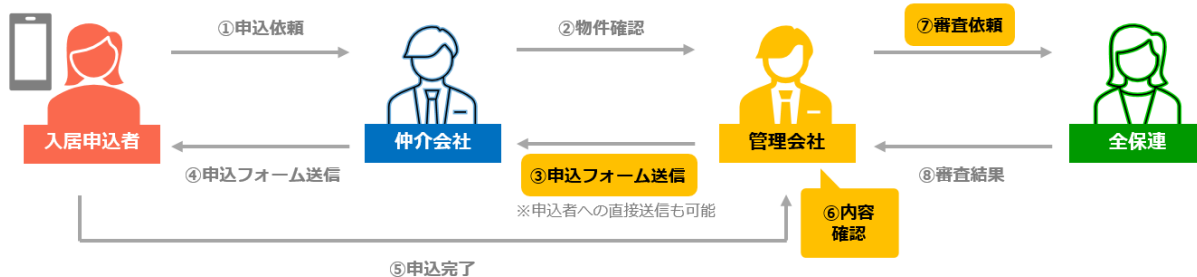 ①申込依頼
②物件確認
⑦審査依頼
入居申込者
仲介会社
管理会社
全保連
④申込フォーム送信
③申込フォーム送信
⑧審査結果
※申込者への直接送信も可能
⑥内容
確認
⑤申込完了